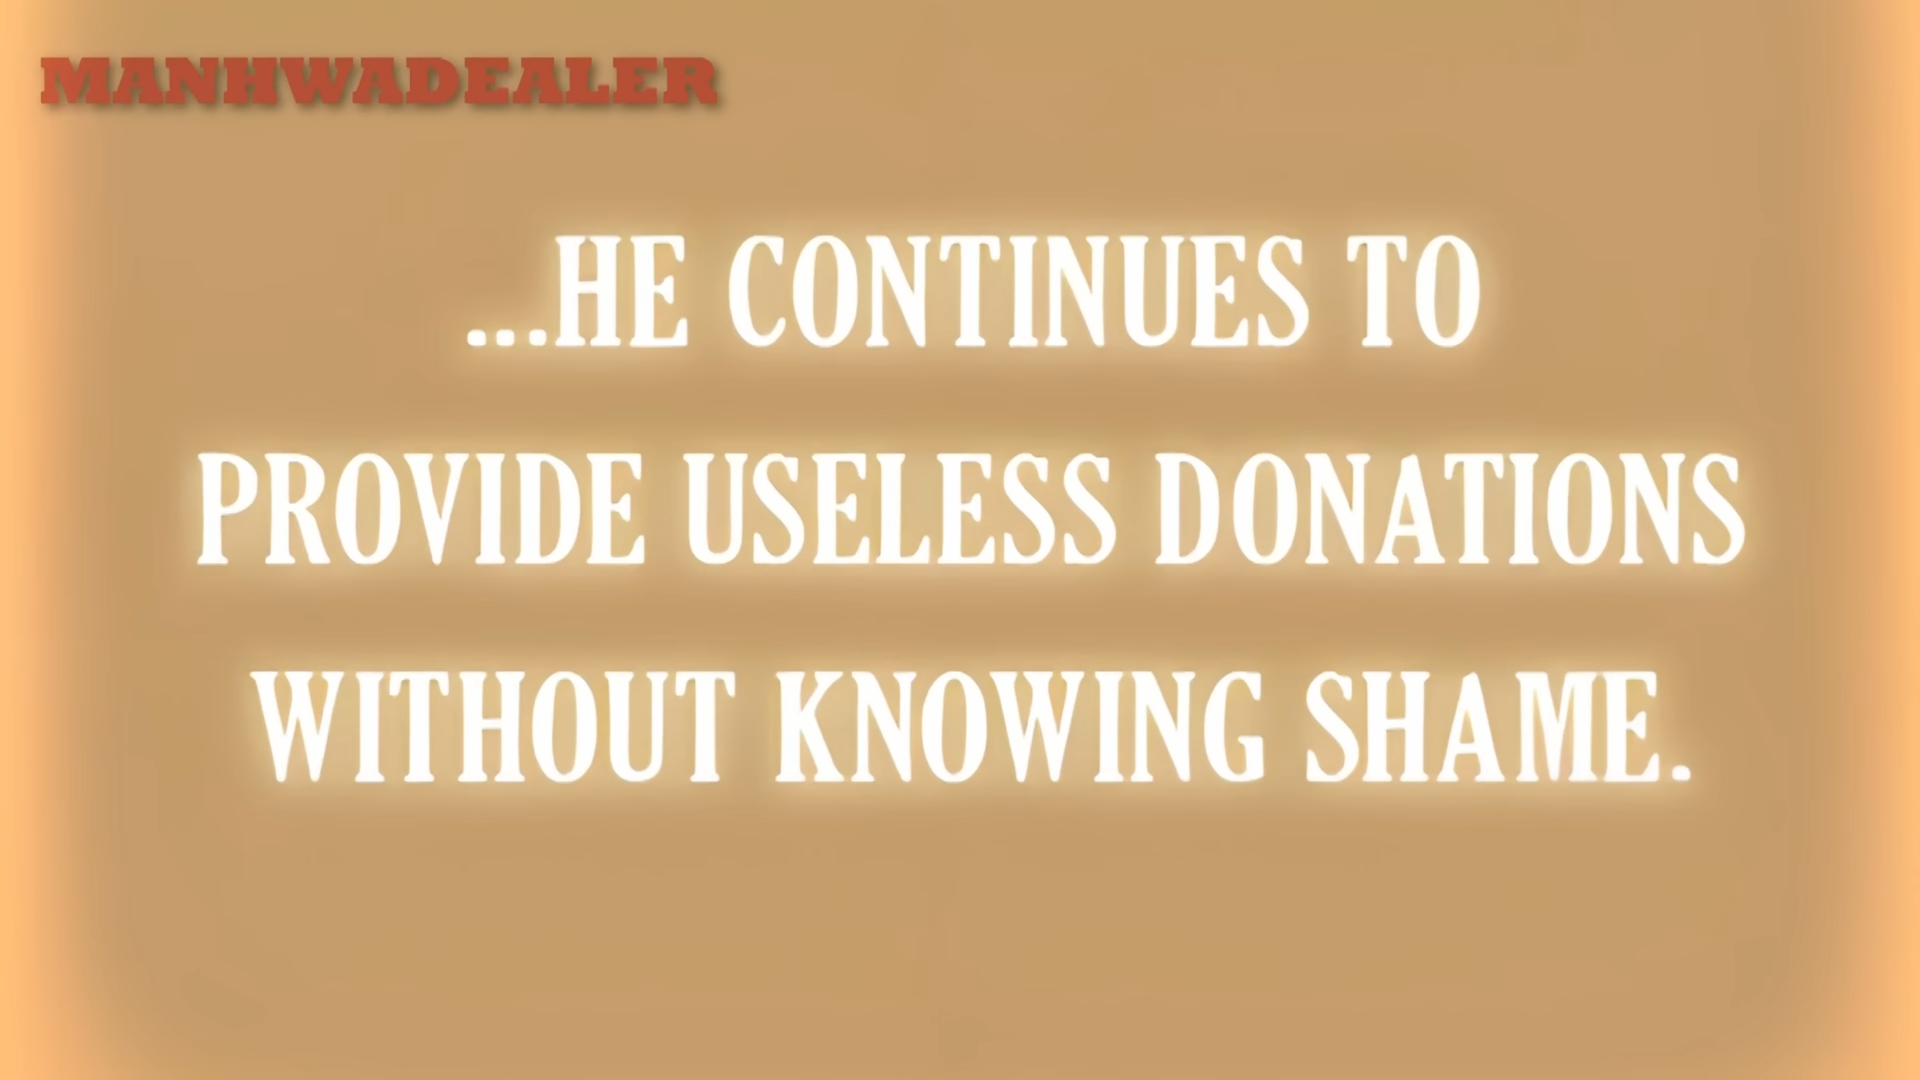 MANHWADEALER
...HE CONTINUES TO
PROVIDE USELESS DONATIONS
WITHOUT KNOWING SHAME.